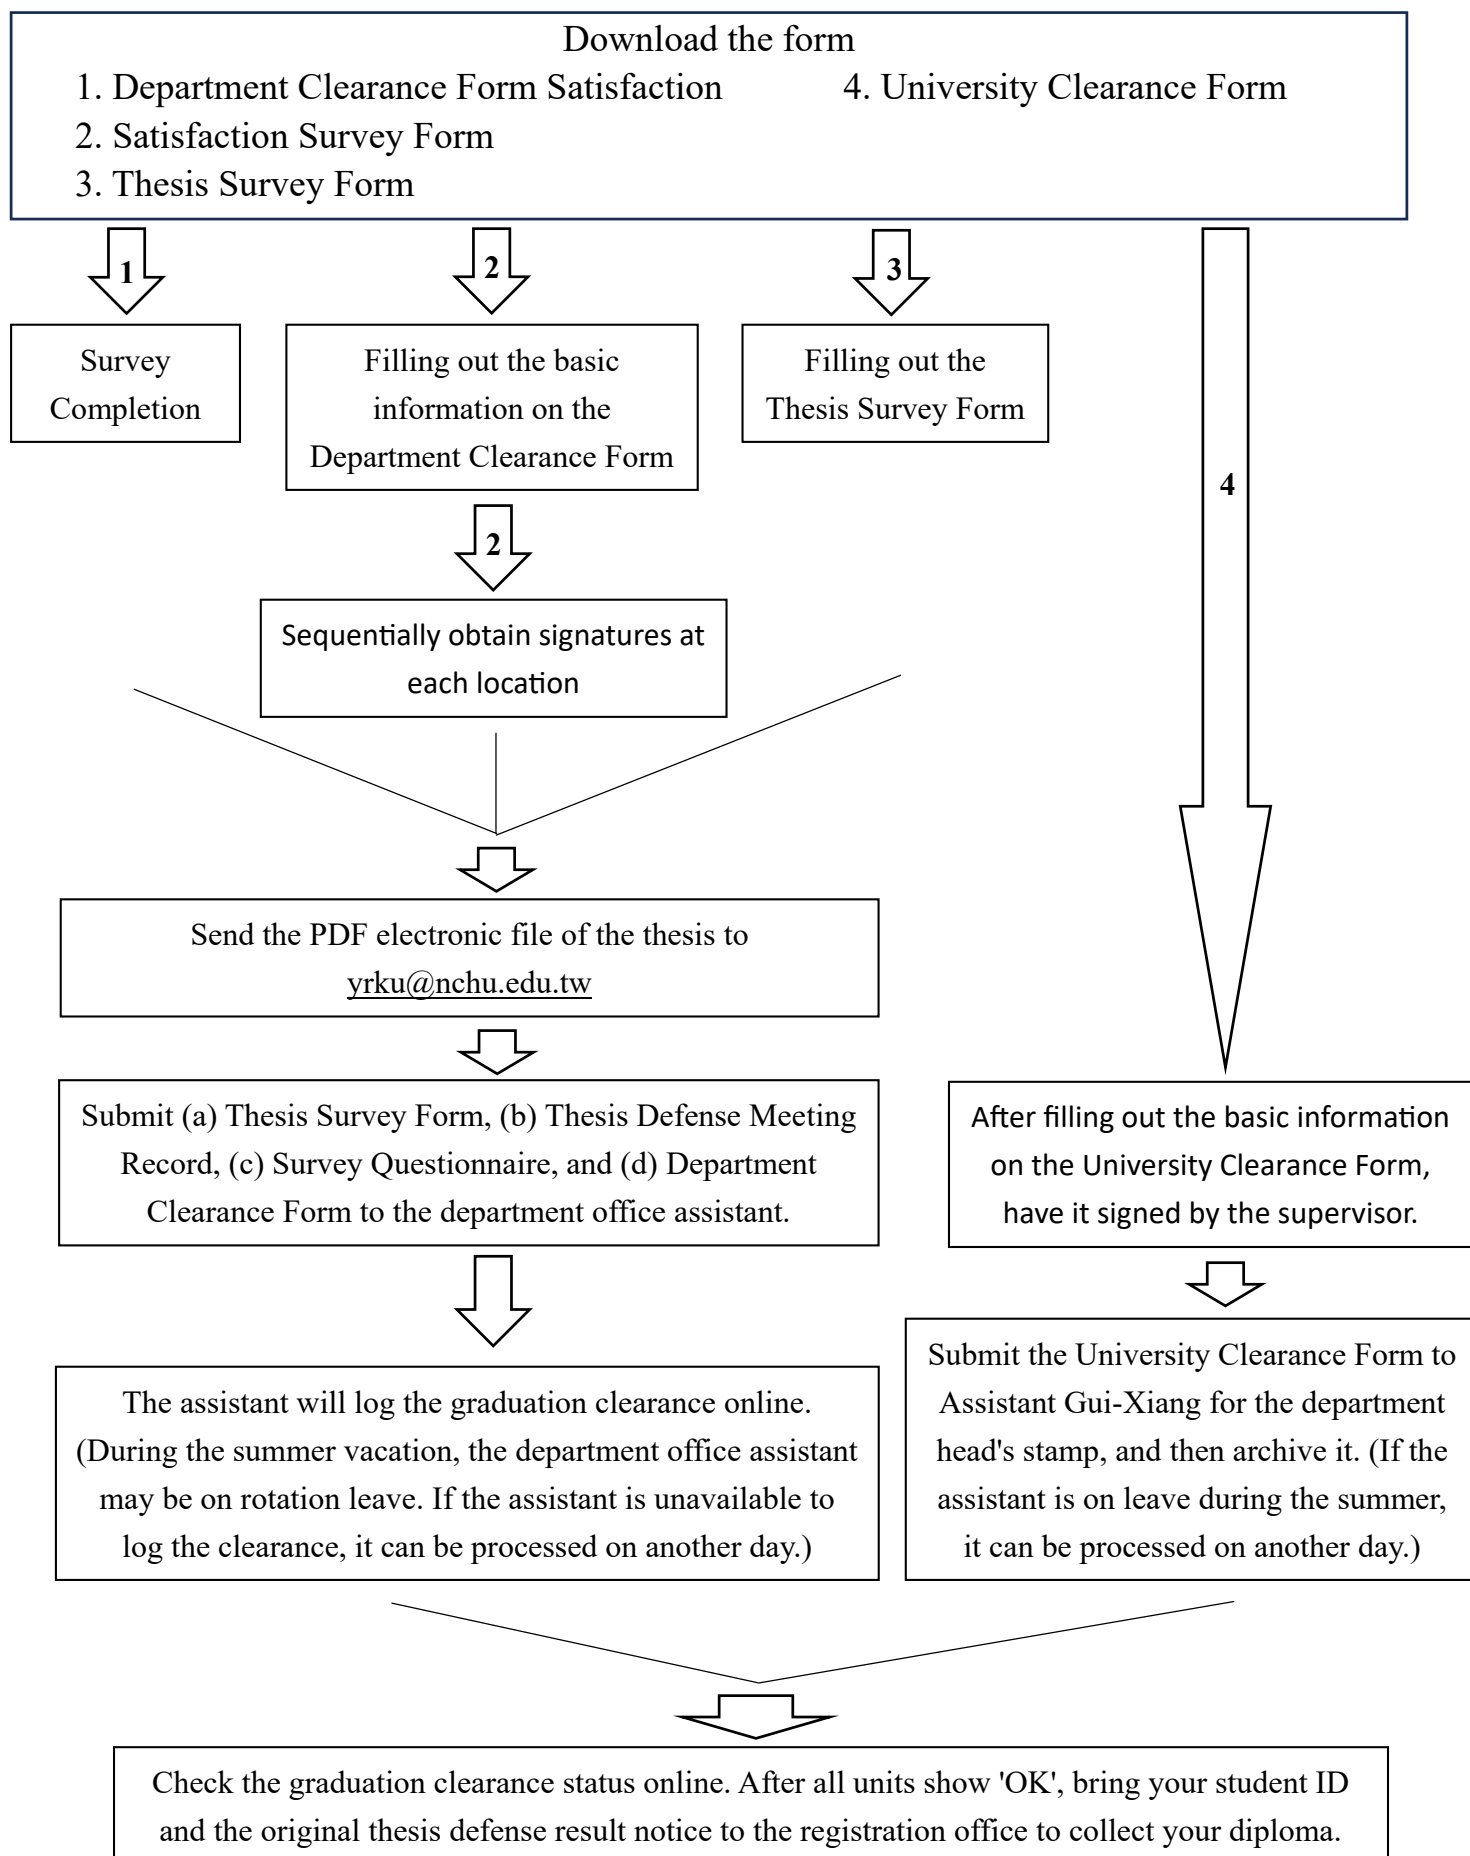 Download the form
1. Department Clearance Form Satisfaction
4. University Clearance Form
2. Satisfaction Survey Form
3. Thesis Survey Form
1
2
3
Survey
Completion
Filling out the basic
information on the
Department Clearance Form
Filling out the
Thesis Survey Form
4
2
Sequentially obtain signatures at
each location
Send the PDF electronic file of the thesis to
yrku@nchu.edu.tw
Submit (a) Thesis Survey Form, (b) Thesis Defense Meeting
Record, (c) Survey Questionnaire, and (d) Department
Clearance Form to the department office assistant.
After filling out the basic information
on the University Clearance Form,
have it signed by the supervisor.
The assistant will log the graduation clearance online.
(During the summer vacation, the department office assistant
may be on rotation leave. If the assistant is unavailable to
log the clearance, it can be processed on another day.)
Submit the University Clearance Form to
Assistant Gui-Xiang for the department
head's stamp, and then archive it. (If the
assistant is on leave during the summer,
it can be processed on another day.)
Check the graduation clearance status online. After all units show 'OK', bring your student ID
and the original thesis defense result notice to the registration office to collect your diploma.